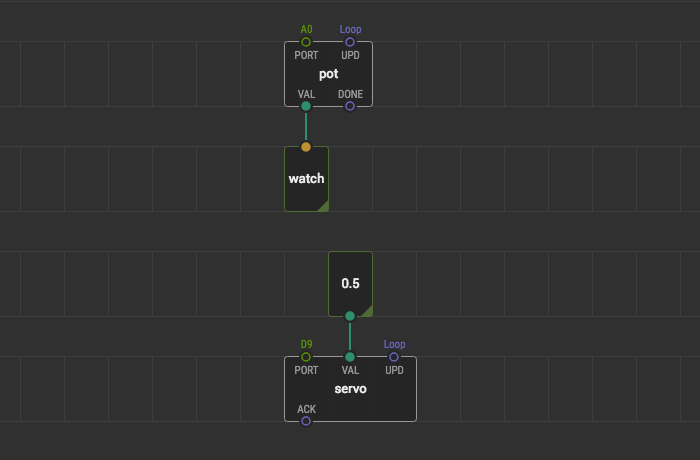 A0 Loop
PORT UPD
pot
VAL DONE
watch
0.5
D9 Loop
PORT VAL UPD
servo
ACK